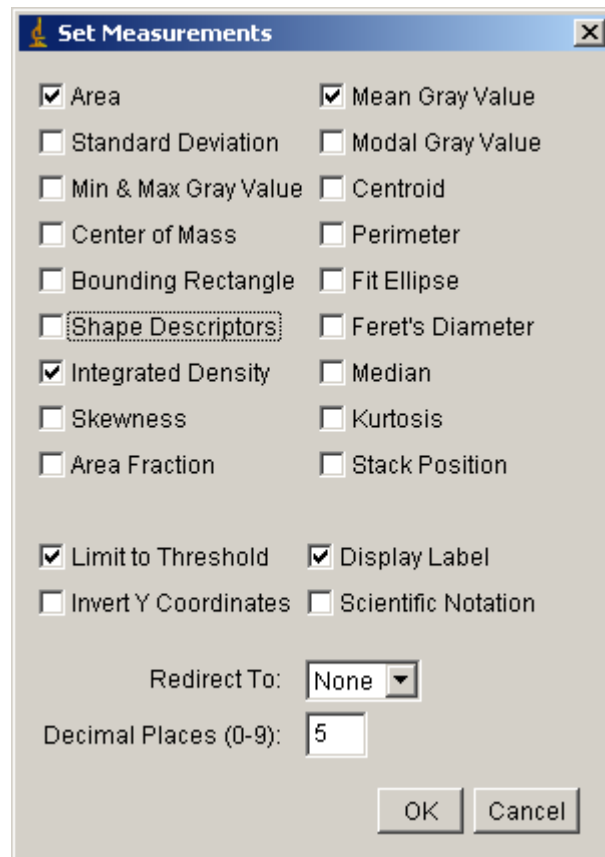 Set Measurements
Area Mean Gray Value
Standard Deviation Modal Gray Value
Min & Max Gray Value Centroid
Center of Mass Perimeter
Bounding Rectangle Fit Ellipse
Shape Descriptors Feret's Diameter
Integrated Density Median
Skewness Kurtosis
Area Fraction Stack Position
Limit to Threshold Display Label
Invert Y Coordinates Scientific Notation
Redirect To: None
Decimal Places (0-9): 5
OK Cancel